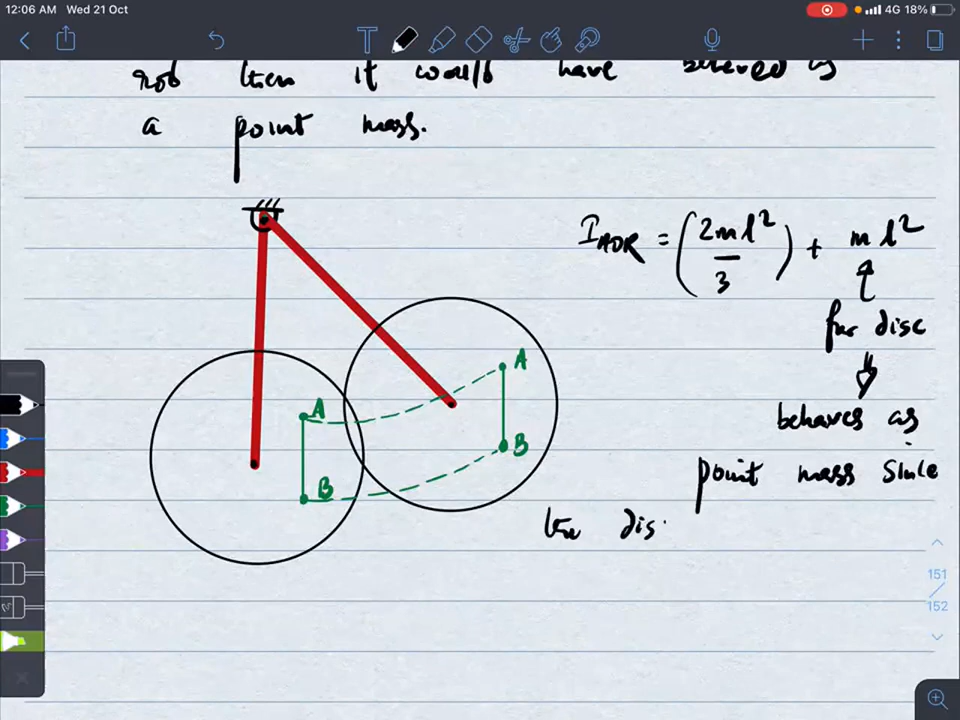 12:06 AM Wed 21 Oct
4G 18%
rob then it would have behaved as
a point mass.
I_AOR = (2ml²/3) + ml²
for disc
behaves as
point mass since
the dis
A
B
A
B
151
/
152
T